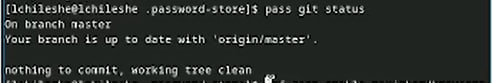 [lchileshe@lchileshe .password-store]$ pass git status
On branch master
Your branch is up to date with 'origin/master'.
nothing to commit, working tree clean